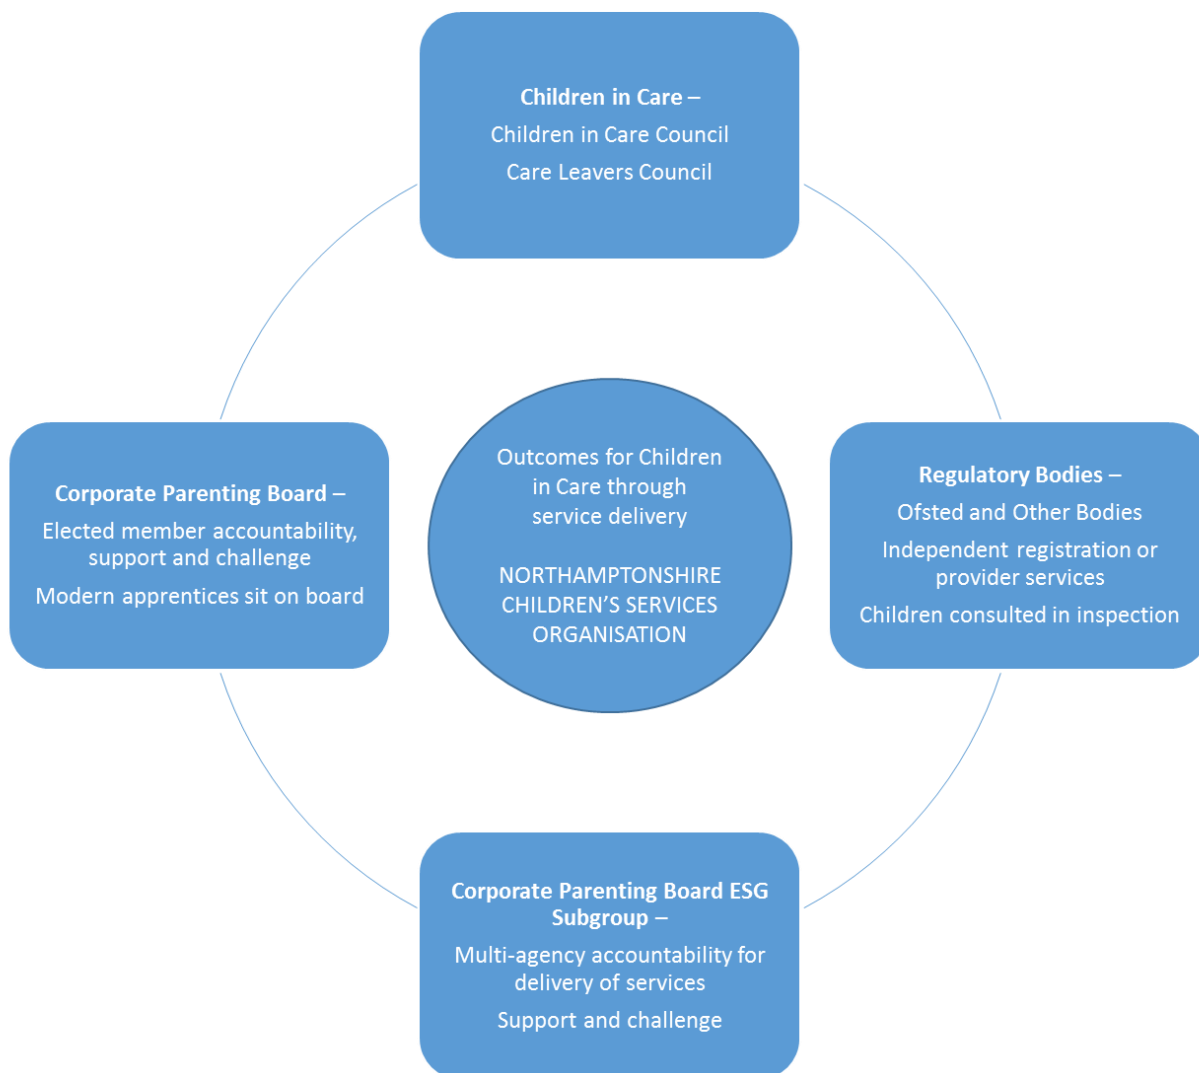 Children in Care –
Children in Care Council
Care Leavers Council
Corporate Parenting Board –
Elected member accountability,
support and challenge
Modern apprentices sit on board
Outcomes for Children
in Care through
service delivery
NORTHAMPTONSHIRE
CHILDREN’S SERVICES
ORGANISATION
Regulatory Bodies –
Ofsted and Other Bodies
Independent registration or
provider services
Children consulted in inspection
Corporate Parenting Board ESG
Subgroup –
Multi-agency accountability for
delivery of services
Support and challenge